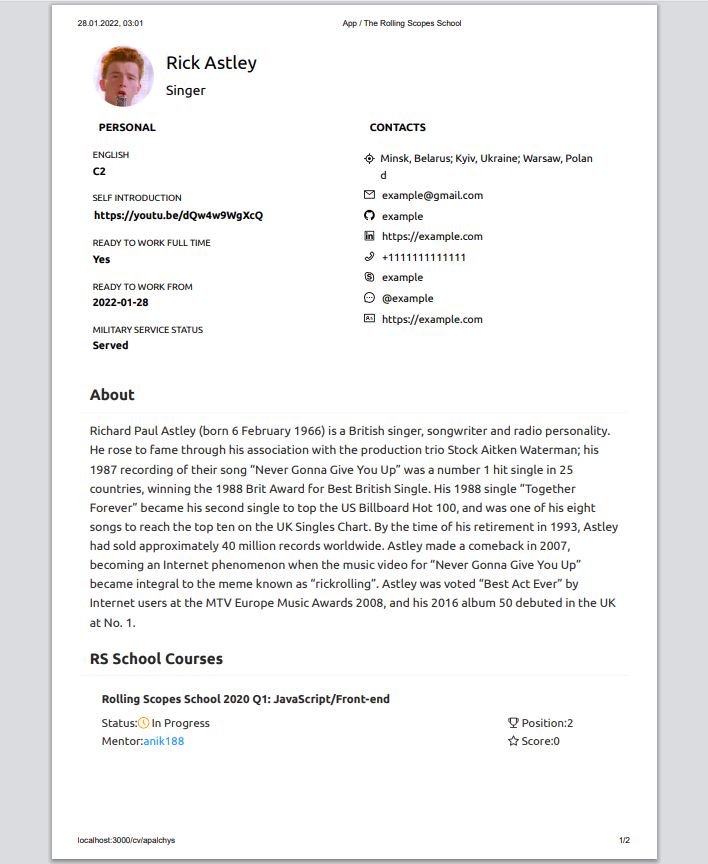 28.01.2022, 03:01
App / The Rolling Scopes School
Rick Astley
Singer
PERSONAL
ENGLISH
C2
SELF INTRODUCTION
https://youtu.be/dQw4w9WgXcQ
READY TO WORK FULL TIME
Yes
READY TO WORK FROM
2022-01-28
MILITARY SERVICE STATUS
Served
CONTACTS
Minsk, Belarus; Kyiv, Ukraine; Warsaw, Polan
d
example@gmail.com
example
https://example.com
+1111111111111
example
@example
https://example.com
About
Richard Paul Astley (born 6 February 1966) is a British singer, songwriter and radio personality.
He rose to fame through his association with the production trio Stock Aitken Waterman; his
1987 recording of their song “Never Gonna Give You Up” was a number 1 hit single in 25
countries, winning the 1988 Brit Award for Best British Single. His 1988 single “Together
Forever” became his second single to top the US Billboard Hot 100, and was one of his eight
songs to reach the top ten on the UK Singles Chart. By the time of his retirement in 1993, Astley
had sold approximately 40 million records worldwide. Astley made a comeback in 2007,
becoming an Internet phenomenon when the music video for “Never Gonna Give You Up”
became integral to the meme known as “rickrolling”. Astley was voted “Best Act Ever” by
Internet users at the MTV Europe Music Awards 2008, and his 2016 album 50 debuted in the UK
at No. 1.
RS School Courses
Rolling Scopes School 2020 Q1: JavaScript/Front-end
Status: In Progress
Mentor:anik188
Position:2
Score:0
localhost:3000/cv/apalchys
1/2